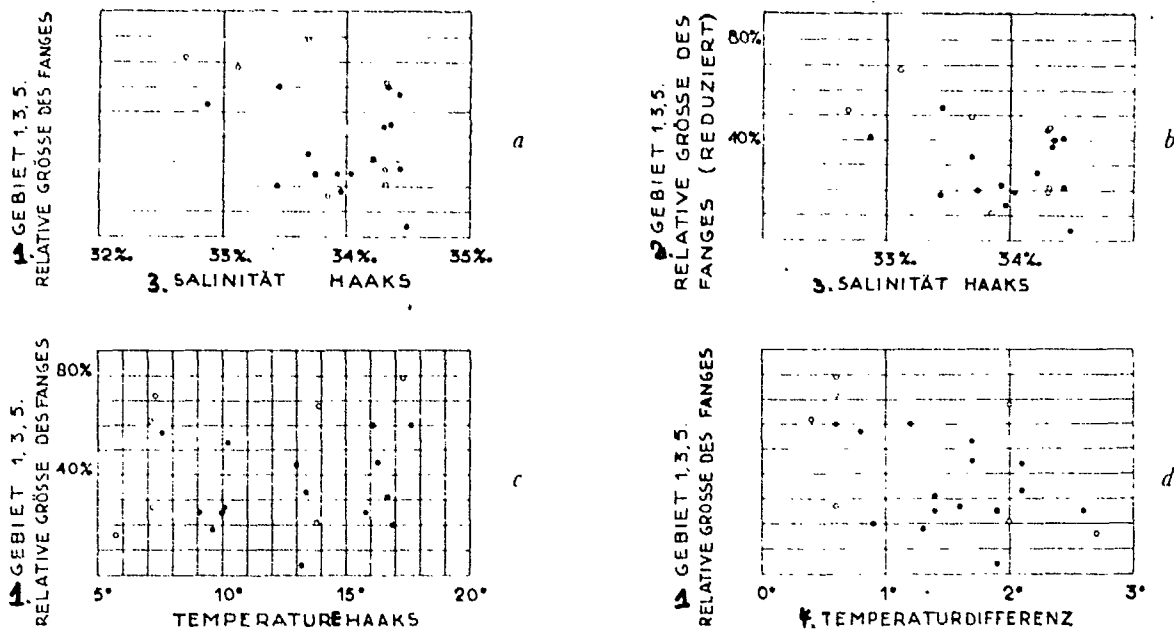 1. GEBIET 1,3,5.
RELATIVE GRÖSSE DES FANGES
32‰ 33‰ 34‰ 35‰
3. SALINITÄT HAAKS
a
2. GEBIET 1,3,5.
RELATIVE GRÖSSE DES
FANGES (REDUZIERT)
80%
40%
33‰ 34‰
3. SALINITÄT HAAKS
b
1. GEBIET 1,3,5.
RELATIVE GRÖSSE DES FANGES
80%
40%
5° 10° 15° 20°
TEMPERATUR HAAKS
c
1 GEBIET 1,3,5.
RELATIVE GRÖSSE DES FANGES
0° 1° 2° 3°
4. TEMPERATURDIFFERENZ
d